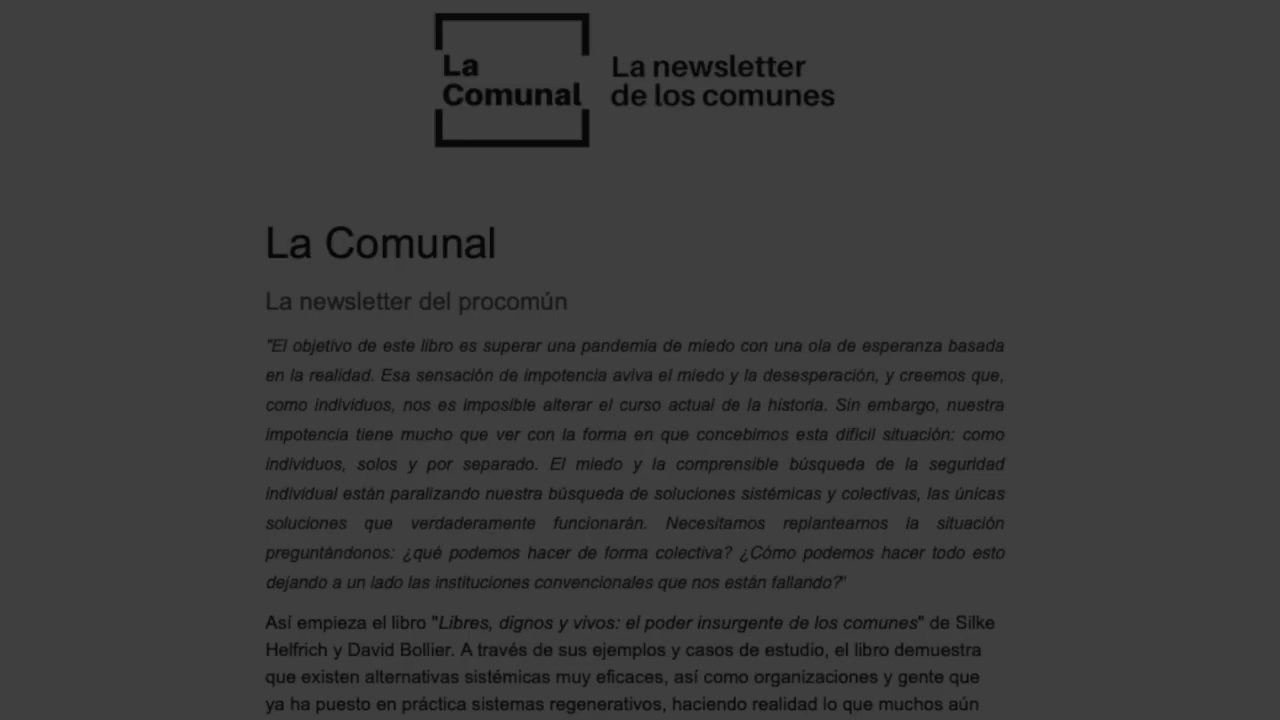 La
Comunal
La newsletter
de los comunes
La Comunal
La newsletter del procomún
"El objetivo de este libro es superar una pandemia de miedo con una ola de esperanza basada
en la realidad. Esa sensación de impotencia aviva el miedo y la desesperación, y creemos que,
como individuos, nos es imposible alterar el curso actual de la historia. Sin embargo, nuestra
impotencia tiene mucho que ver con la forma en que concebimos esta difícil situación: como
individuos, solos y por separado. El miedo y la comprensible búsqueda de la seguridad
individual están paralizando nuestra búsqueda de soluciones sistémicas y colectivas, las únicas
soluciones que verdaderamente funcionarán. Necesitamos replantearnos la situación
preguntándonos: ¿qué podemos hacer de forma colectiva? ¿Cómo podemos hacer todo esto
dejando a un lado las instituciones convencionales que nos están fallando?"
Así empieza el libro "Libres, dignos y vivos: el poder insurgente de los comunes" de Silke
Helfrich y David Bollier. A través de sus ejemplos y casos de estudio, el libro demuestra
que existen alternativas sistémicas muy eficaces, así como organizaciones y gente que
ya ha puesto en práctica sistemas regenerativos, haciendo realidad lo que muchos aún